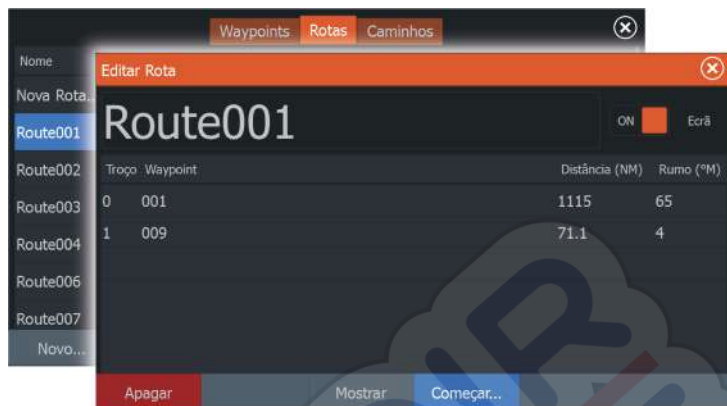 Waypoints Rotas Caminhos
Nome
Nova Rota...
Route001
Route002
Route003
Route004
Route006
Route007
Novo...
Editar Rota
Route001
ON Ecrã
Troço Waypoint Distância (NM) Rumo (°M)
0 001 1115 65
1 009 71.1 4
Apagar Mostrar Começar...